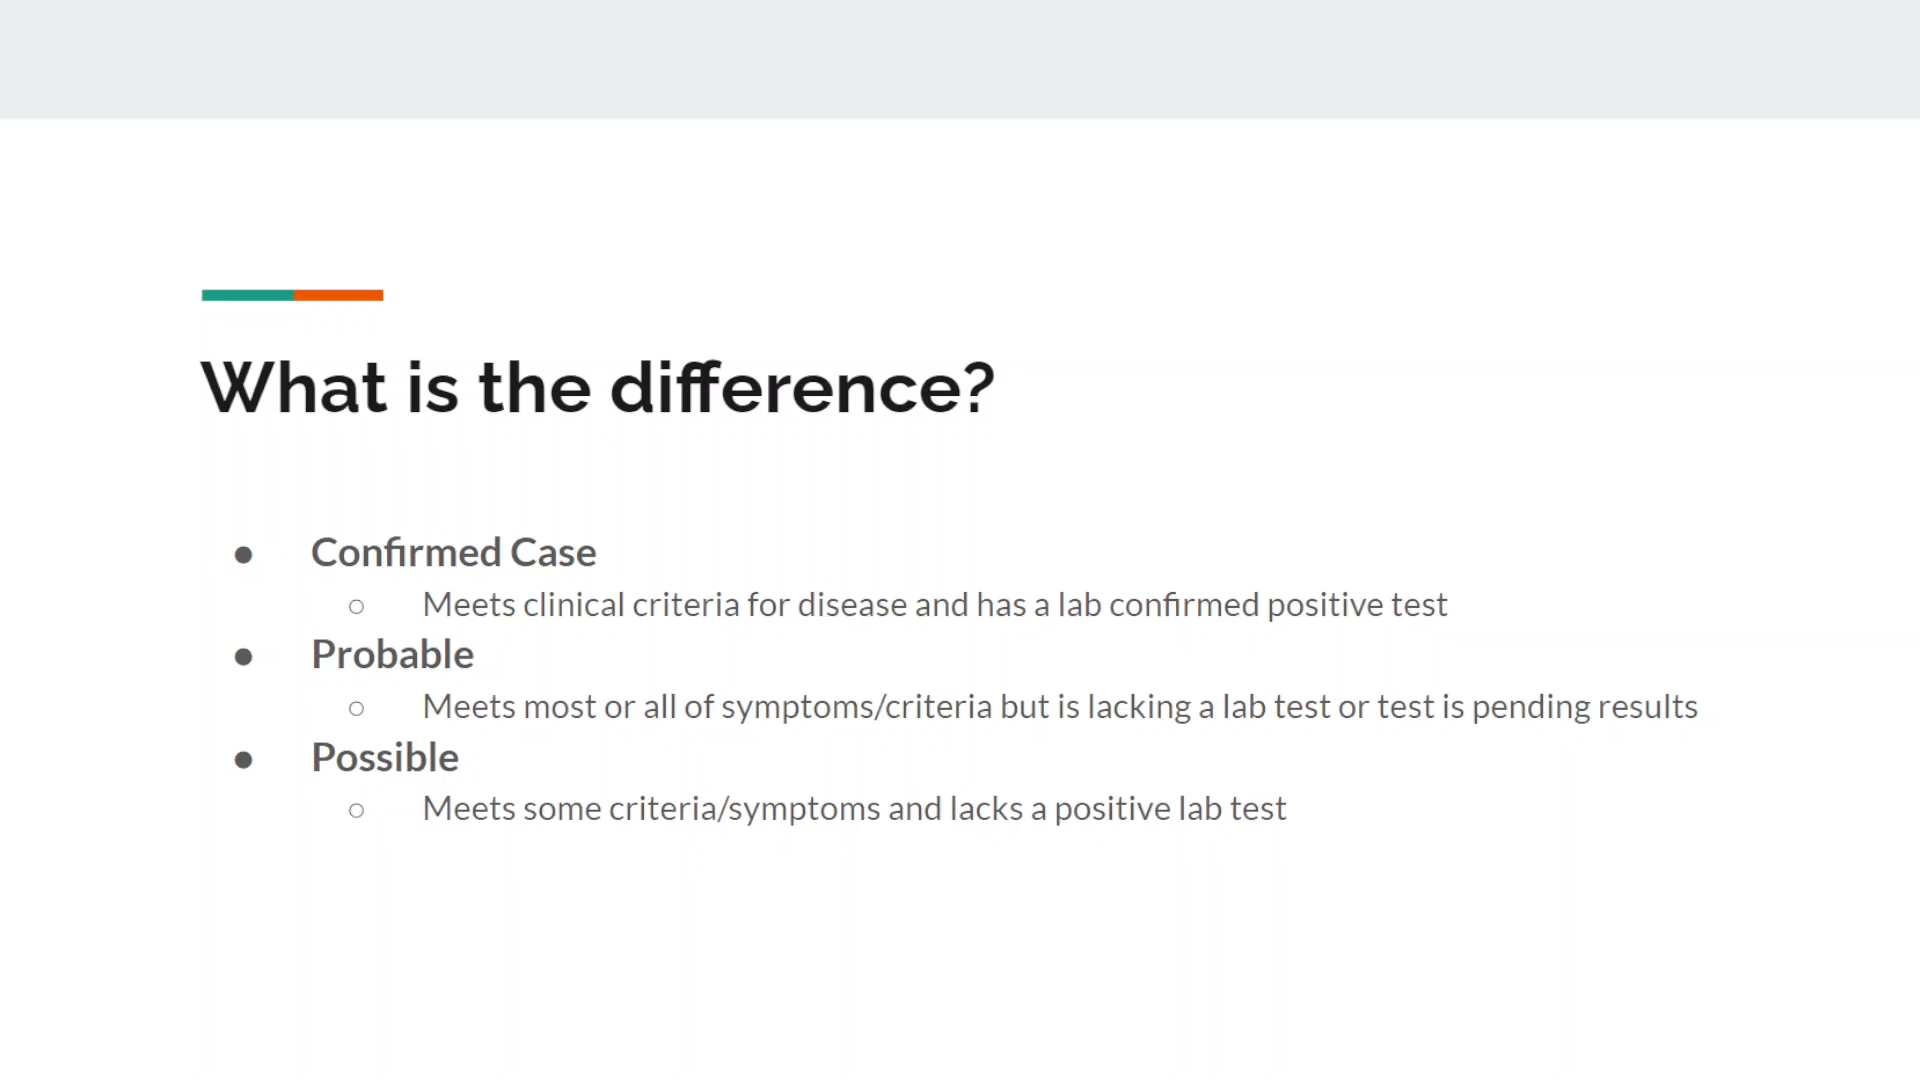 What is the difference?
● Confirmed Case
○ Meets clinical criteria for disease and has a lab confirmed positive test
● Probable
○ Meets most or all of symptoms/criteria but is lacking a lab test or test is pending results
● Possible
○ Meets some criteria/symptoms and lacks a positive lab test